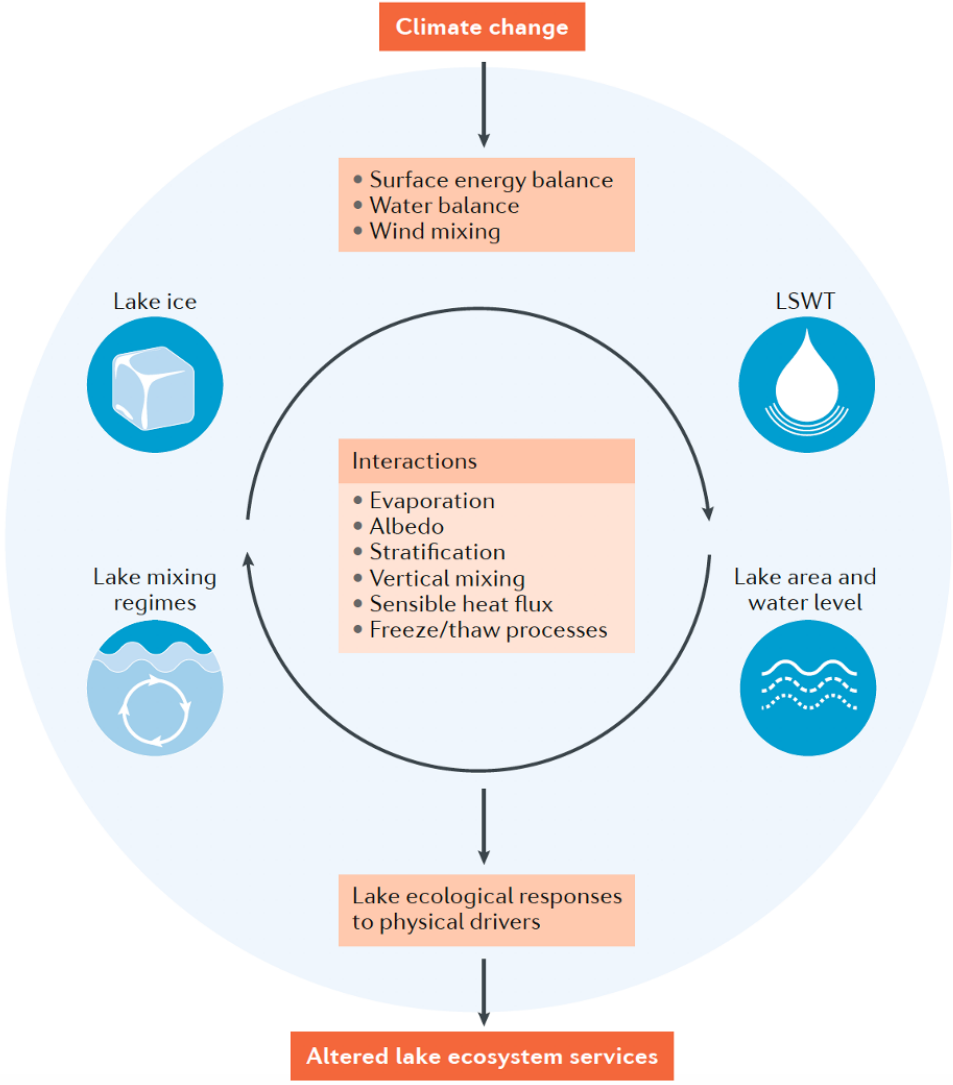 Climate change
• Surface energy balance
• Water balance
• Wind mixing
Lake ice
LSWT
Interactions
• Evaporation
• Albedo
• Stratification
• Vertical mixing
• Sensible heat flux
• Freeze/thaw processes
Lake mixing
regimes
Lake area and
water level
Lake ecological responses
to physical drivers
Altered lake ecosystem services